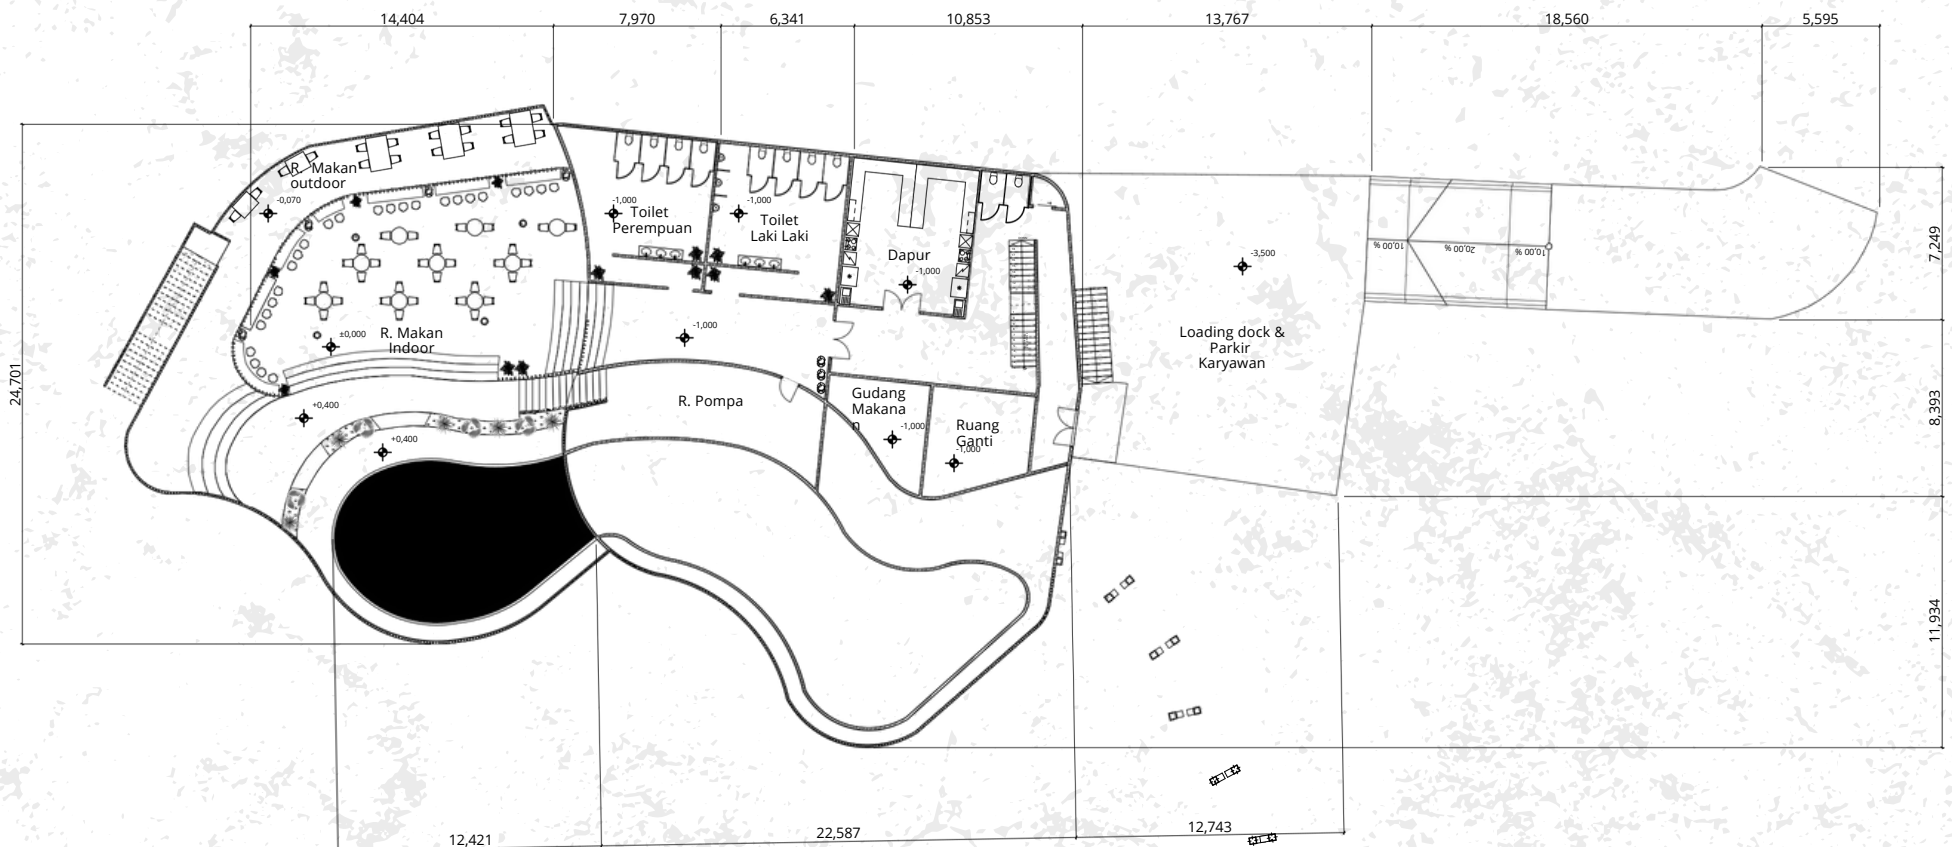 14,404
7,970
6,341
10,853
13,767
18,560
5,595
24,701
R. Makan
outdoor
-0,070
-1,000
Toilet
Perempuan
-1,000
Toilet
Laki Laki
Dapur
-1,000
-3,500
10.00 %
20.00 %
10.00 %
7,249
±0,000
R. Makan
Indoor
-1,000
Loading dock &
Parkir
Karyawan
+0,400
+0,400
R. Pompa
Gudang
Makana
n
-1,000
Ruang
Ganti
-1,000
8,393
11,934
12,421
22,587
12,743